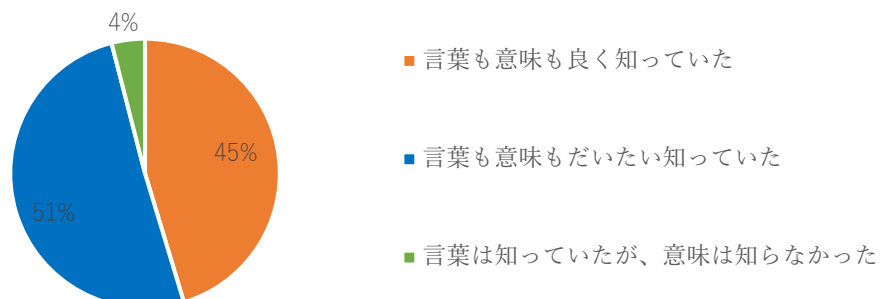 4%
45%
51%
言葉も意味も良く知っていた
言葉も意味もだいたい知っていた
言葉は知っていたが、意味は知らなかった